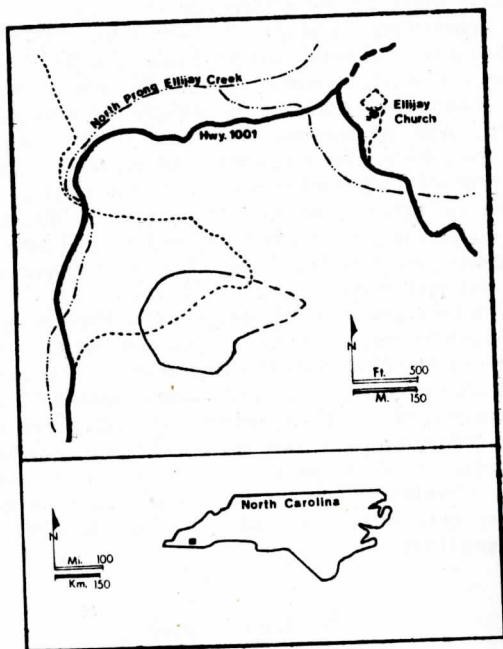 North Prong Ellijay Creek
Hwy. 1001
Ellijay
Church
N
Ft. 500
M. 150
North Carolina
N
Mi. 100
Km. 150